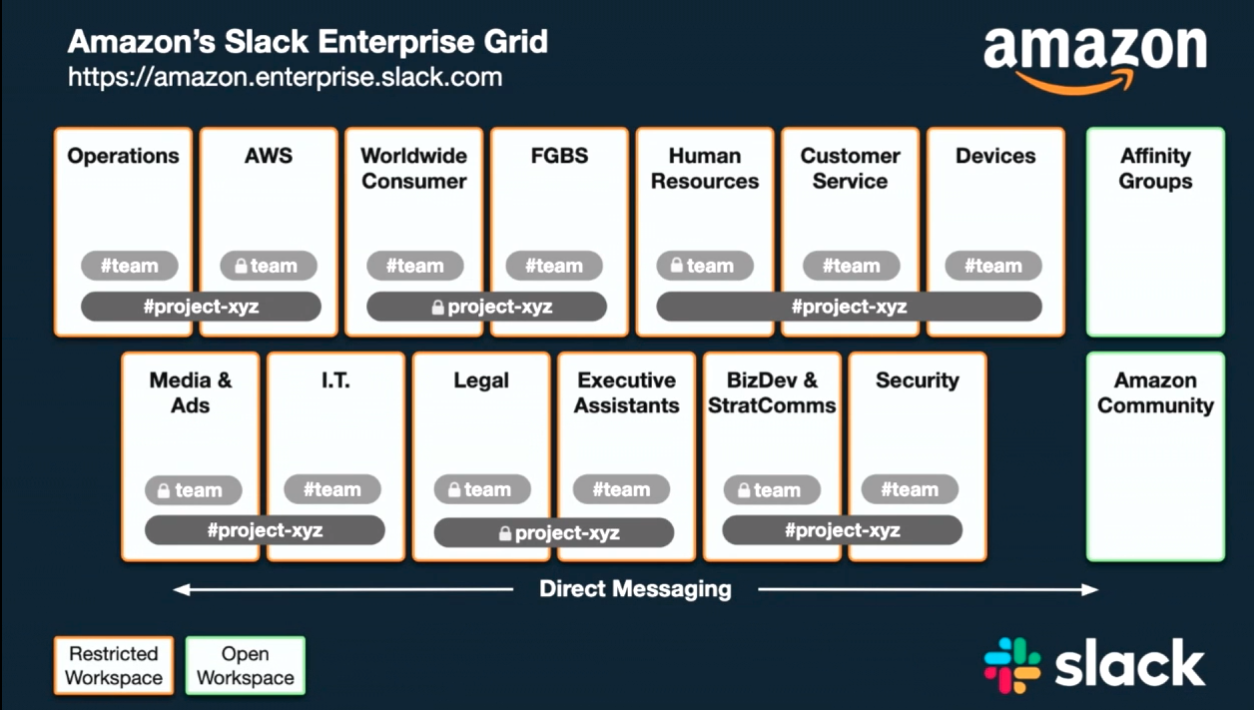 Amazon's Slack Enterprise Grid
https://amazon.enterprise.slack.com
amazon
Operations
#team
AWS
team
#project-xyz
Worldwide
Consumer
#team
FGBS
#team
project-xyz
Human
Resources
team
Customer
Service
#team
Devices
#team
#project-xyz
Affinity
Groups
Media &
Ads
team
I.T.
#team
#project-xyz
Legal
team
Executive
Assistants
#team
project-xyz
BizDev &
StratComms
team
Security
#team
#project-xyz
Amazon
Community
Direct Messaging
Restricted
Workspace
Open
Workspace
slack